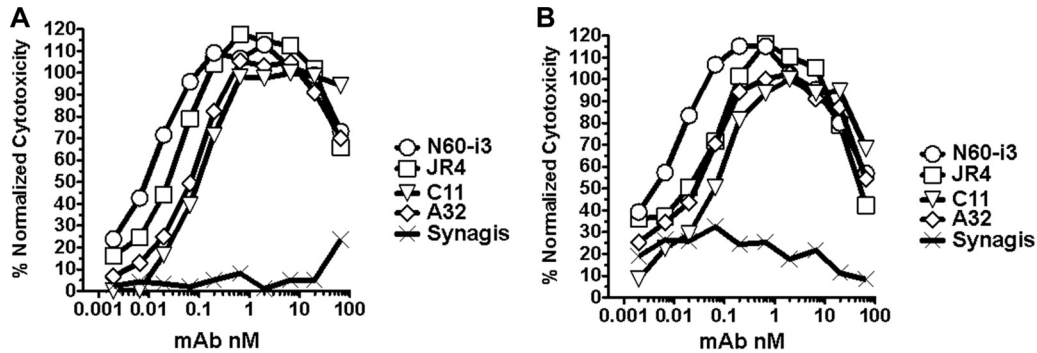 A
% Normalized Cytotoxicity
120
110
100
90
80
70
60
50
40
30
20
10
0
0.001 0.01 0.1 1 10 100
mAb nM
N60-i3
JR4
C11
A32
Synagis
B
% Normalized Cytotoxicity
120
110
100
90
80
70
60
50
40
30
20
10
0
0.001 0.01 0.1 1 10 100
mAb nM
N60-i3
JR4
C11
A32
Synagis